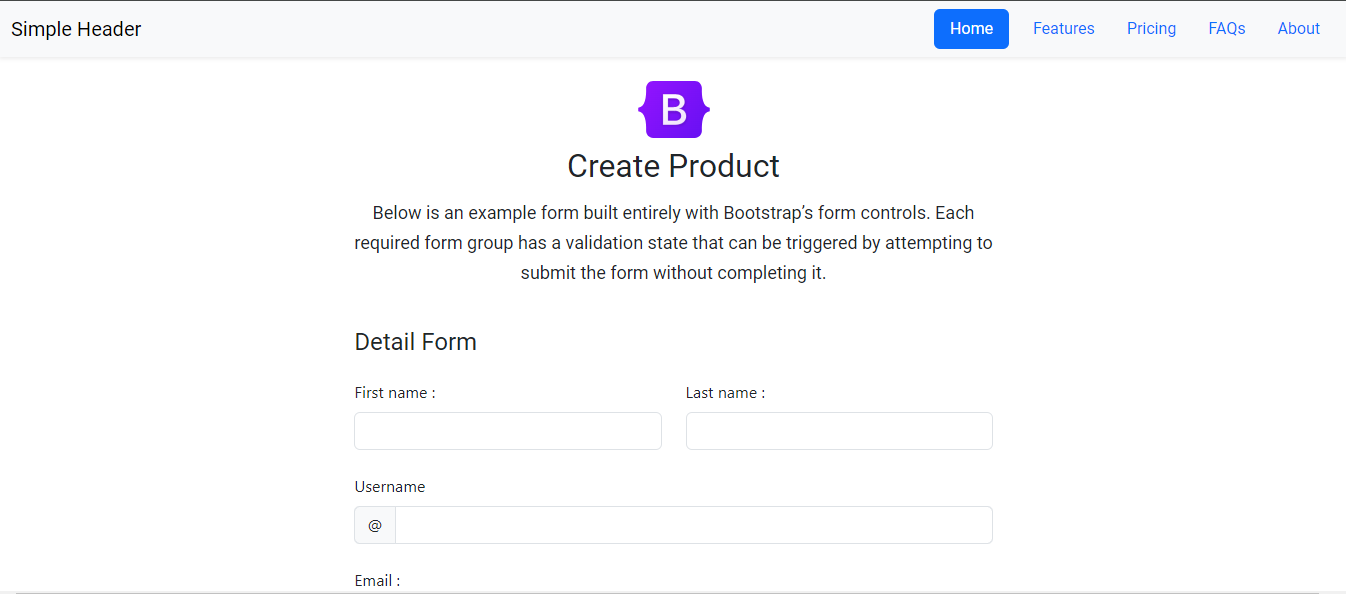 Simple Header
Home Features Pricing FAQs About
B
Create Product
Below is an example form built entirely with Bootstrap’s form controls. Each
required form group has a validation state that can be triggered by attempting to
submit the form without completing it.
Detail Form
First name : Last name :
Username
@
Email :